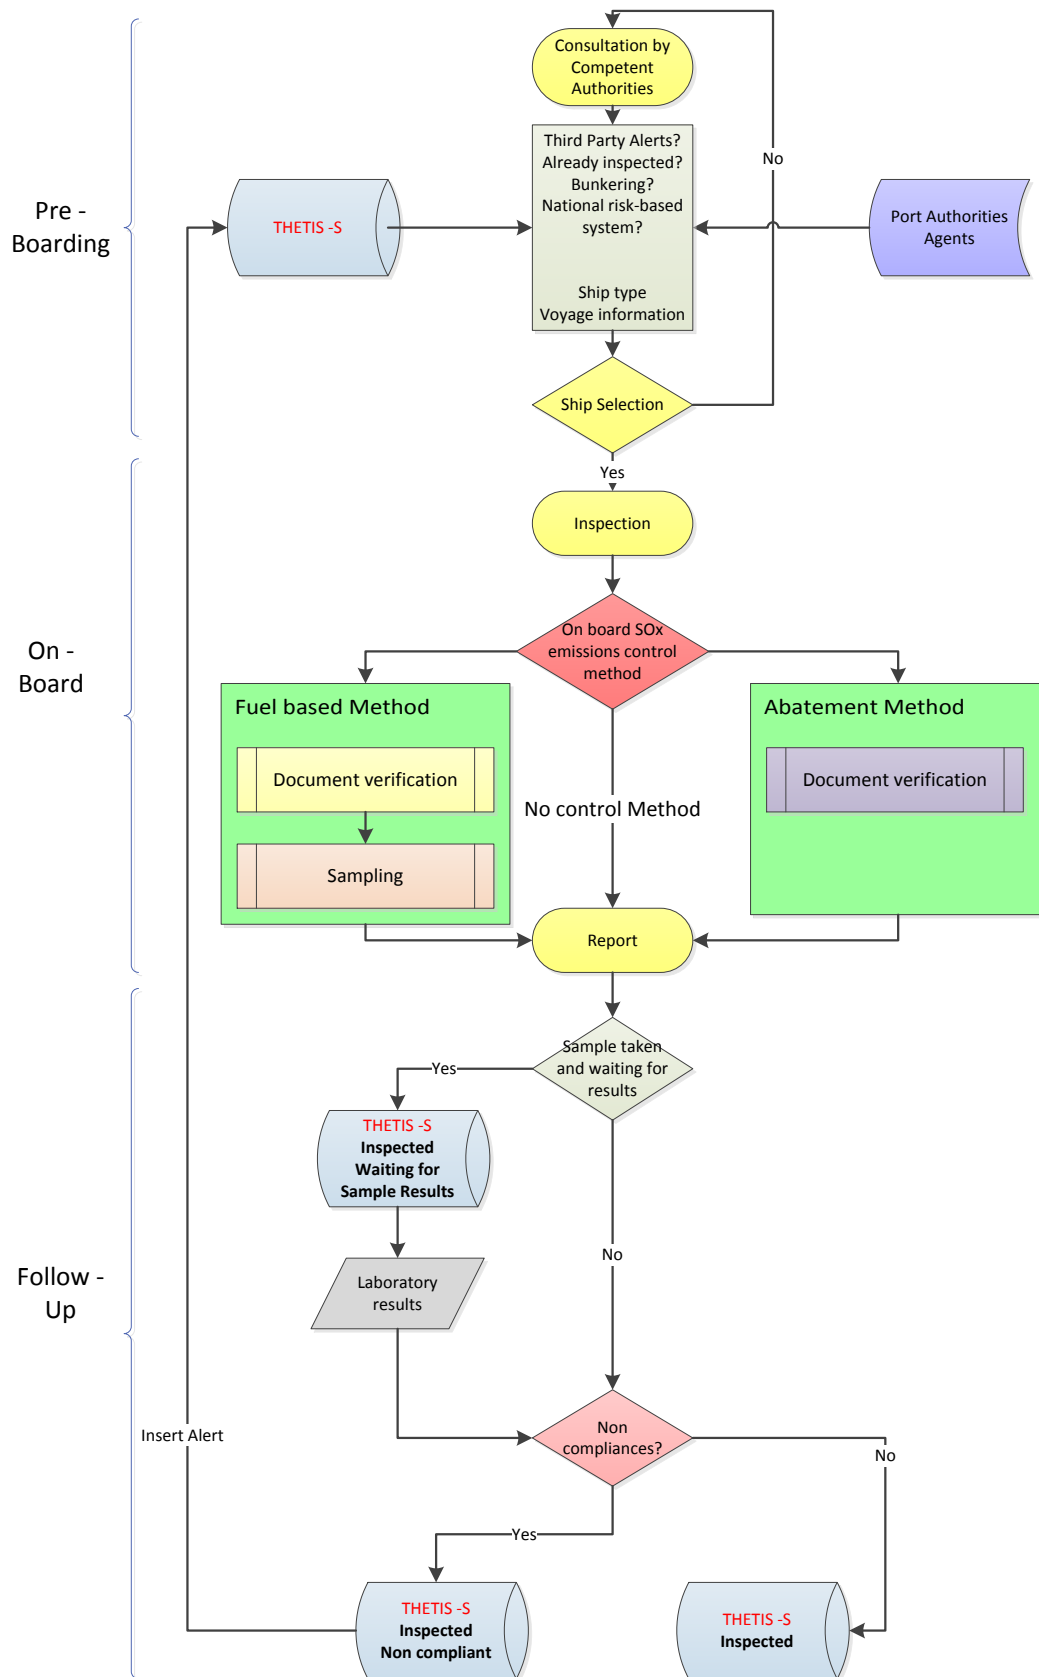 Consultation by
Competent
Authorities
Third Party Alerts?
Already inspected?
Bunkering?
National risk-based
system?
Ship type
Voyage information
No
Pre -
Boarding
THETIS -S
Port Authorities
Agents
Ship Selection
Yes
Inspection
On -
Board
On board SOx
emissions control
method
Fuel based Method
Document verification
Sampling
No control Method
Abatement Method
Document verification
Report
Sample taken
and waiting for
results
Yes
THETIS -S
Inspected
Waiting for
Sample Results
No
Follow -
Up
Laboratory
results
Insert Alert
Non
compliances?
No
Yes
THETIS -S
Inspected
Non compliant
THETIS -S
Inspected